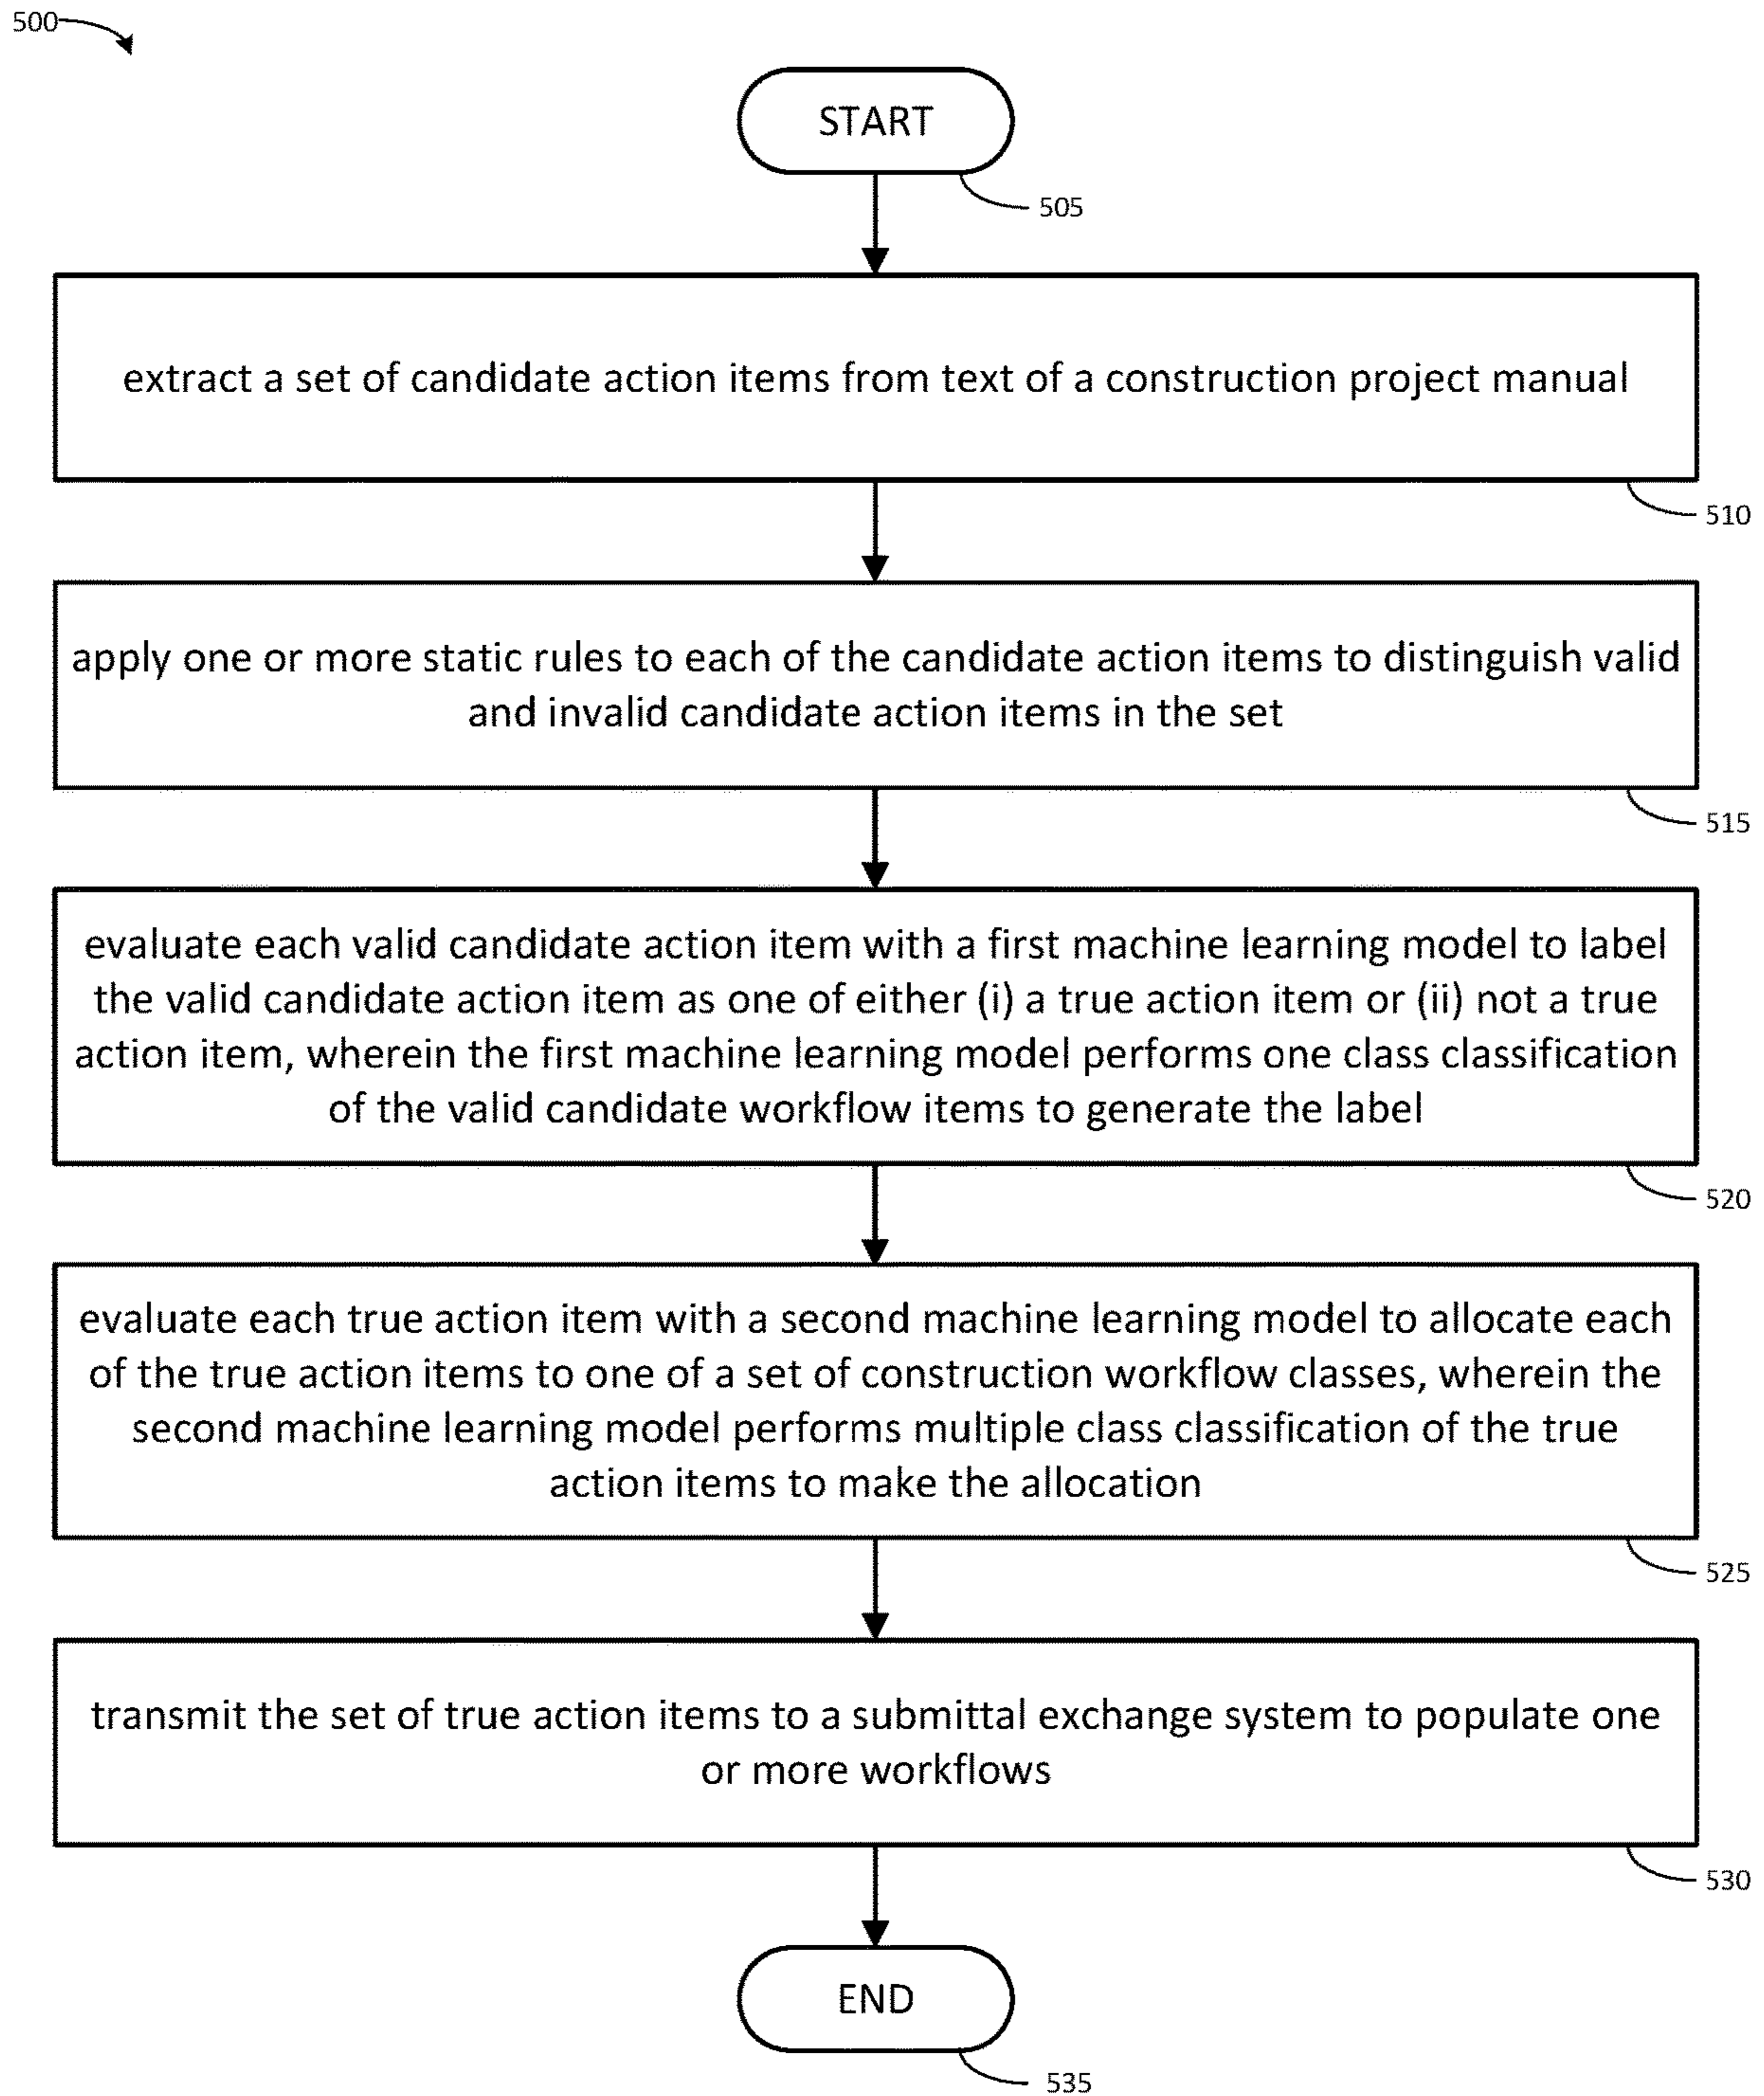 500
START
505
extract a set of candidate action items from text of a construction project manual
510
apply one or more static rules to each of the candidate action items to distinguish valid
and invalid candidate action items in the set
515
evaluate each valid candidate action item with a first machine learning model to label
the valid candidate action item as one of either (i) a true action item or (ii) not a true
action item, wherein the first machine learning model performs one class classification
of the valid candidate workflow items to generate the label
520
evaluate each true action item with a second machine learning model to allocate each
of the true action items to one of a set of construction workflow classes, wherein the
second machine learning model performs multiple class classification of the true
action items to make the allocation
525
transmit the set of true action items to a submittal exchange system to populate one
or more workflows
530
END
535